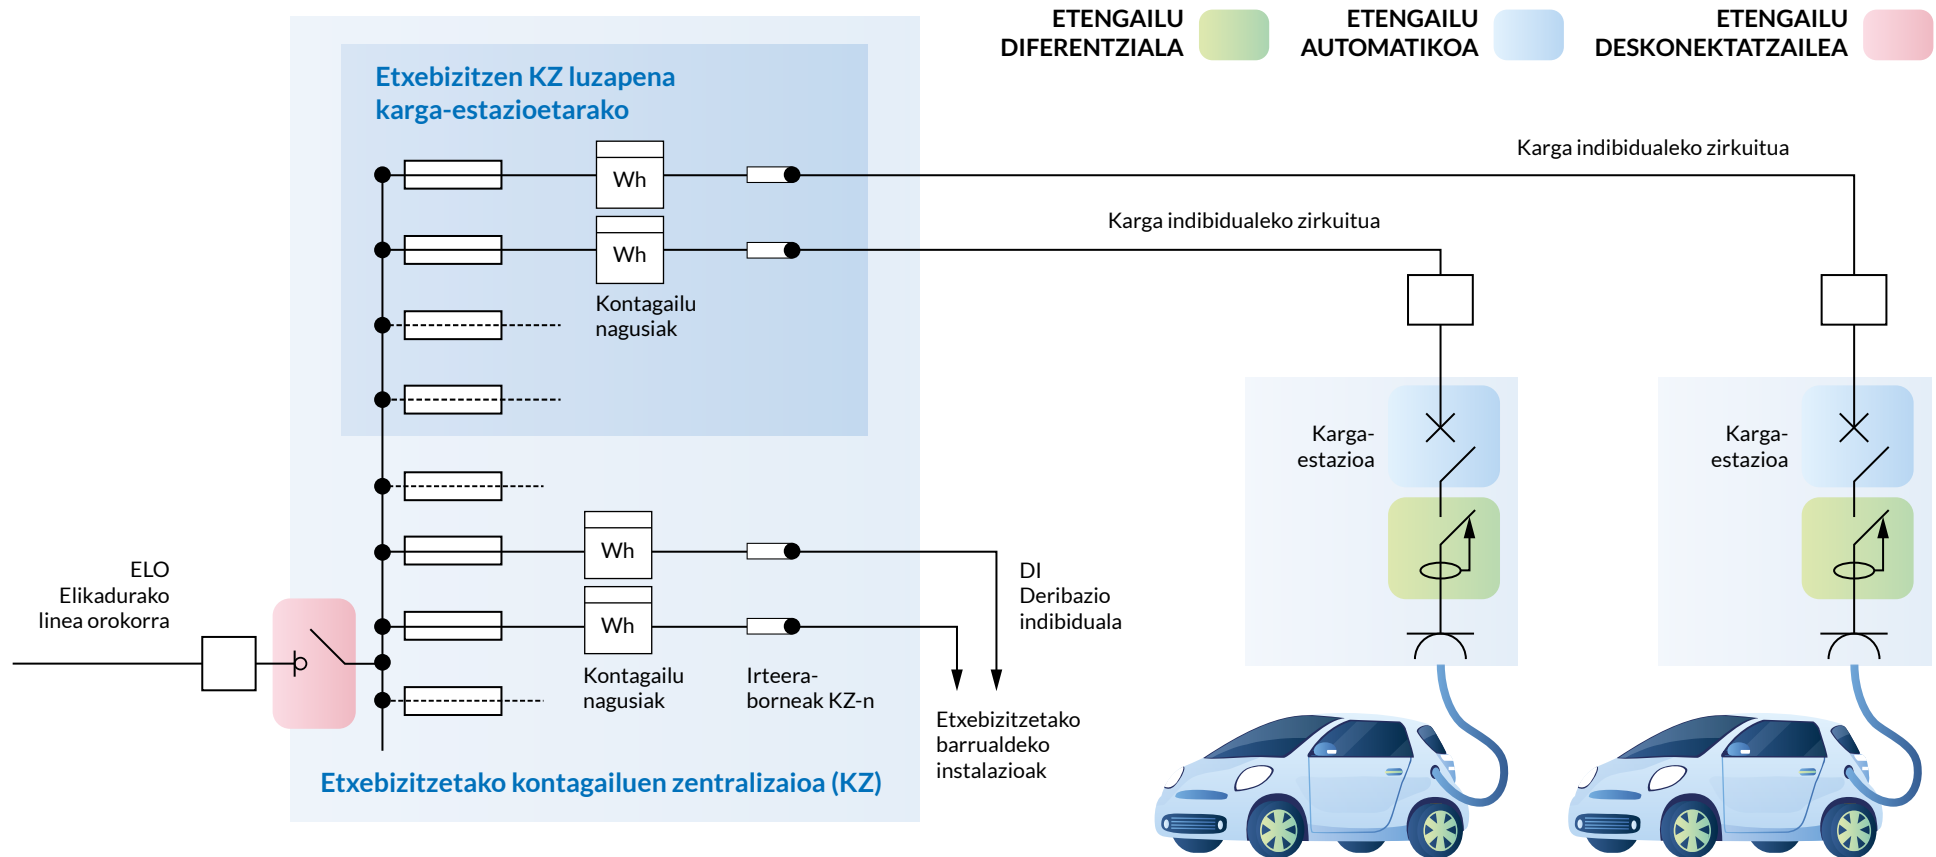 ETENGAILU
DIFERENTZIALA
ETENGAILU
AUTOMATIKOA
ETENGAILU
DESKONEKTATZAILEA
Etxebizitzen KZ luzapena
karga-estazioetarako
Karga indibidualeko zirkuitua
Wh
Karga indibidualeko zirkuitua
Wh
Kontagailu
nagusiak
Karga-
estazioa
Karga-
estazioa
Wh
ELO
Elikadurako
linea orokorra
DI
Deribazio
indibiduala
Wh
Kontagailu
nagusiak
Irteera-
borneak KZ-n
Etxebizitzetako
barrualdeko
instalazioak
Etxebizitzetako kontagailuen zentralizaioa (KZ)